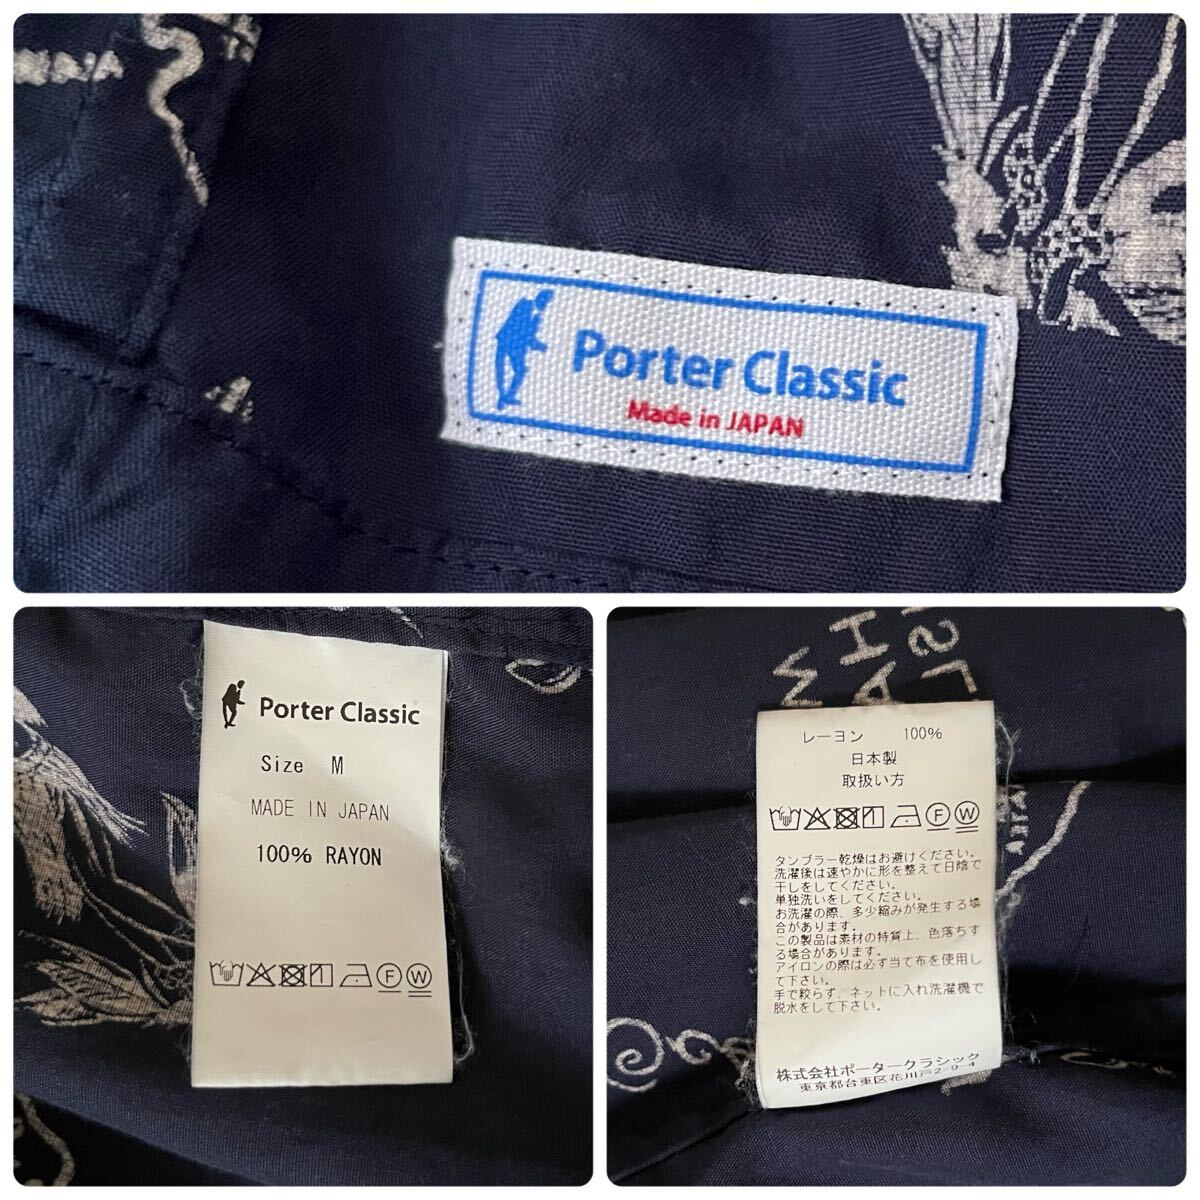 Porter Classic
Made in JAPAN
Porter Classic
Size M
MADE IN JAPAN
100% RAYON
レーヨン 100%
日本製
取扱い方
タンブラー乾燥はお避けください。
洗濯後は速やかに形を整えて日陰で
干しをしてください。
単独洗いをしてください。
お洗濯の際、多少縮みが発生する場
合があります。
この製品は素材の特質上、色落ちす
る場合があります。
アイロンの際は必ず当て布を使用し
て下さい。
手で絞らず、ネットに入れ洗濯機で
脱水をして下さい。
株式会社ポータークラシック
東京都台東区花川戸2-9-4